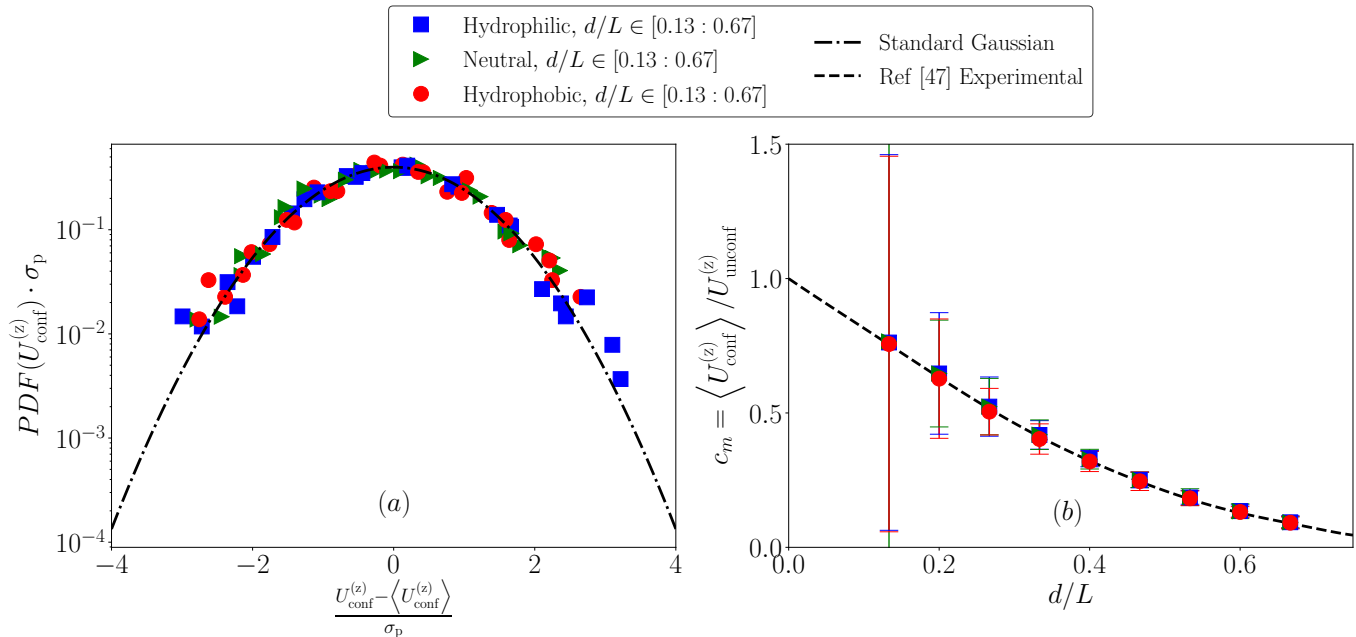 Hydrophilic, d/L ∈ [0.13 : 0.67]
Neutral, d/L ∈ [0.13 : 0.67]
Hydrophobic, d/L ∈ [0.13 : 0.67]
Standard Gaussian
Ref [47] Experimental
PDF(U_conf^(z)) · σ_p
10^−1
10^−2
10^−3
10^−4
(a)
−4 −2 0 2 4
U_conf^(z) − ⟨U_conf^(z)⟩
σ_p
c_m = ⟨U_conf^(z)⟩ / U_unconf^(z)
1.5
1.0
0.5
0.0
(b)
0.0 0.2 0.4 0.6
d/L